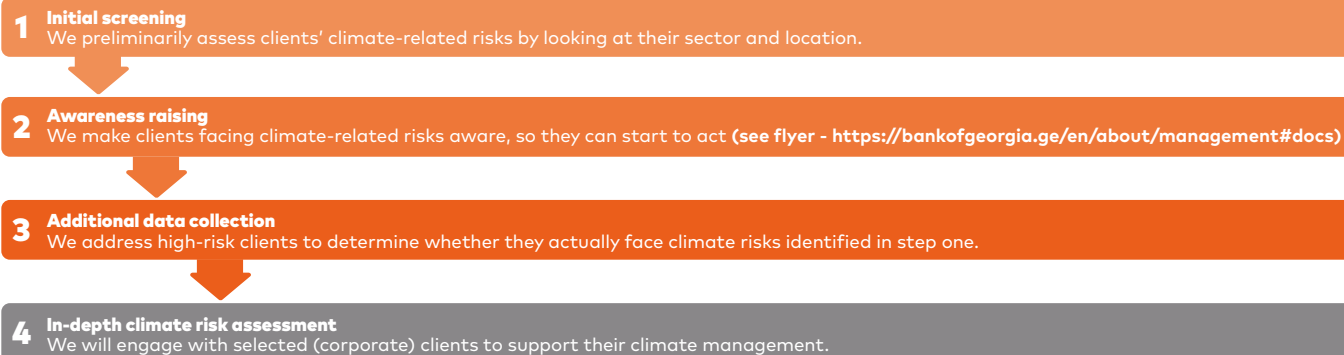 1 Initial screening
We preliminarily assess clients' climate-related risks by looking at their sector and location.
2 Awareness raising
We make clients facing climate-related risks aware, so they can start to act (see flyer - https://bankofgeorgia.ge/en/about/management#docs)
3 Additional data collection
We address high-risk clients to determine whether they actually face climate risks identified in step one.
4 In-depth climate risk assessment
We will engage with selected (corporate) clients to support their climate management.